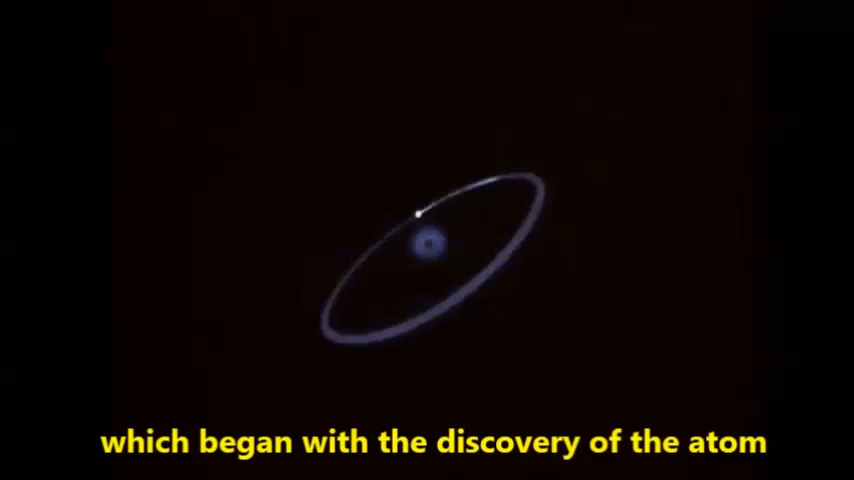 which began with the discovery of the atom